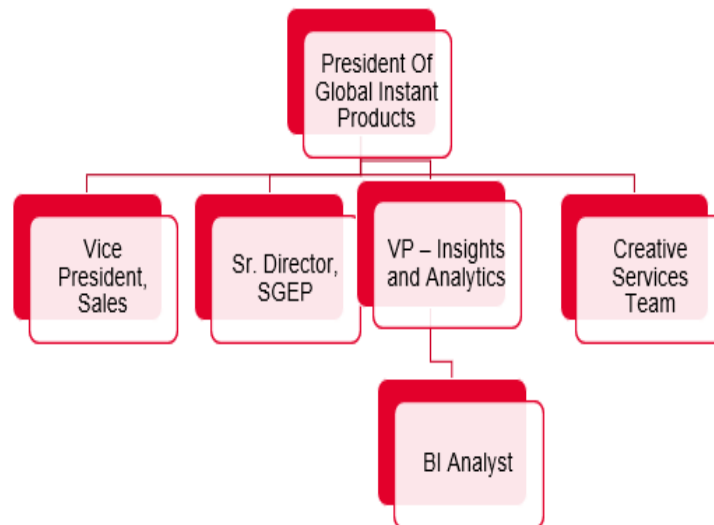 President Of
Global Instant
Products
Vice
President,
Sales
Sr. Director,
SGEP
VP – Insights
and Analytics
Creative
Services
Team
BI Analyst